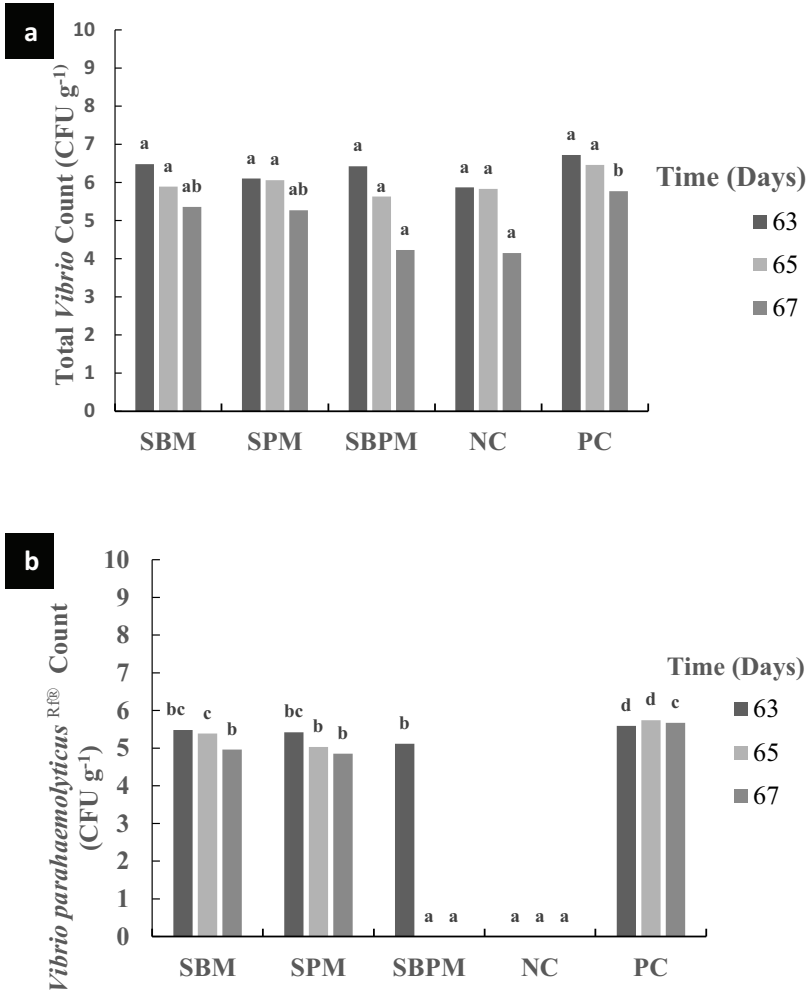 a
Total Vibrio Count (CFU g-1)
10
9
8
7
6
5
4
3
2
1
0
a a ab
a a ab
a a a
a a a
a a b
SBM SPM SBPM NC PC
Time (Days)
63
65
67
b
Vibrio parahaemolyticus Rf® Count
(CFU g-1)
10
9
8
7
6
5
4
3
2
1
0
bc c b
bc b b
b a a
a a a
d d c
SBM SPM SBPM NC PC
Time (Days)
63
65
67